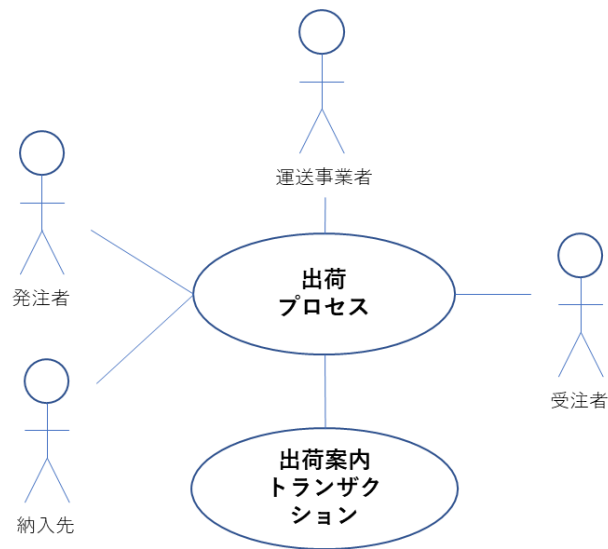 運送事業者
発注者
出荷
プロセス
受注者
出荷案内
トランザク
ション
納入先